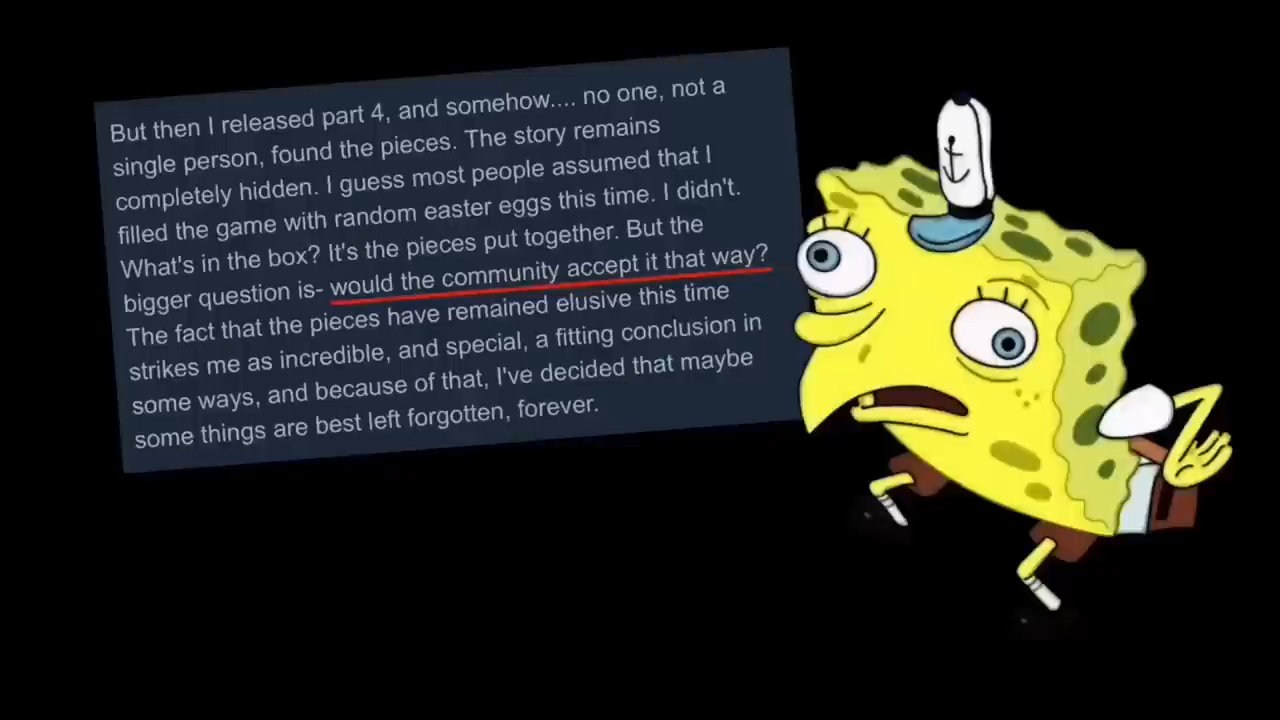 But then I released part 4, and somehow.... no one, not a
single person, found the pieces. The story remains
completely hidden. I guess most people assumed that I
filled the game with random easter eggs this time. I didn't.
What's in the box? It's the pieces put together. But the
bigger question is- would the community accept it that way?
The fact that the pieces have remained elusive this time
strikes me as incredible, and special, a fitting conclusion in
some ways, and because of that, I've decided that maybe
some things are best left forgotten, forever.